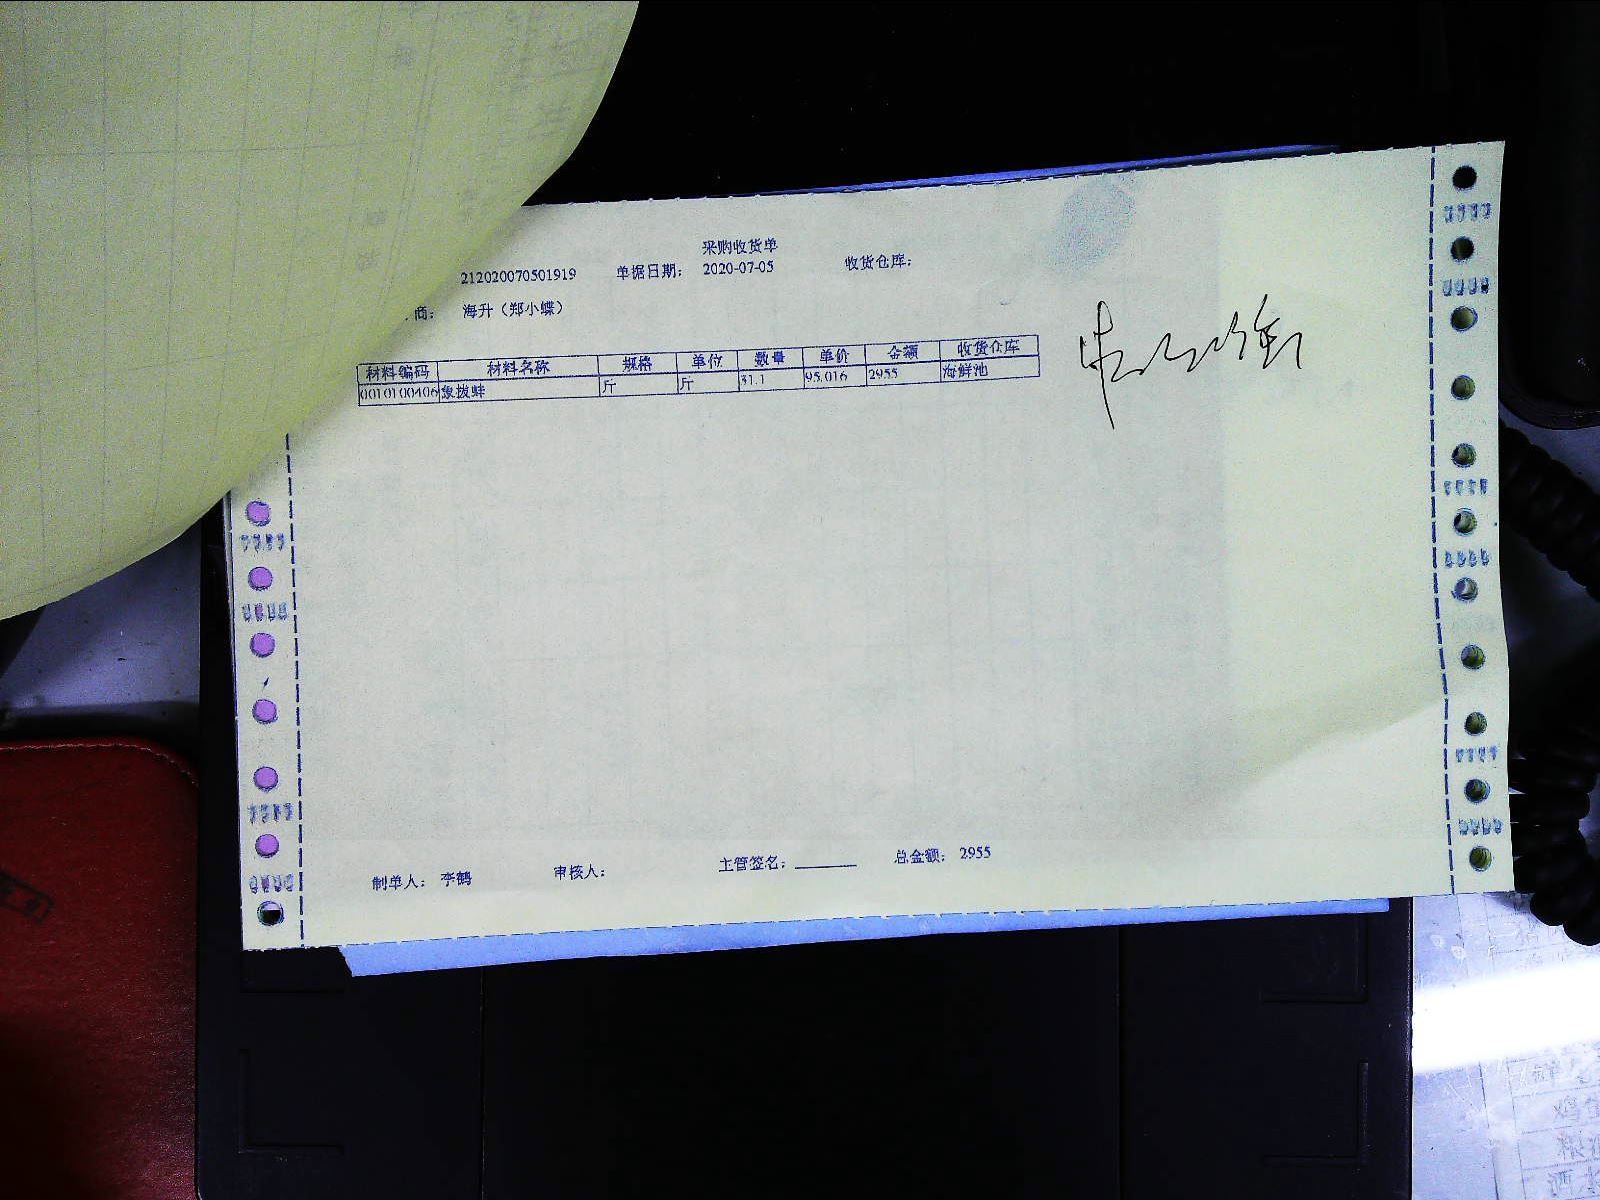 采购收货单
212020070501919 单据日期: 2020-07-05 收货仓库:
商: 海升（郑小蝶）
材料编码 材料名称 规格 单位 数量 单价 金额 收货仓库
0010100406 象拔蚌 斤 斤 31.1 95.016 2955 海鲜池
制单人: 李鹤 审核人: 主管签名: 总金额: 2955